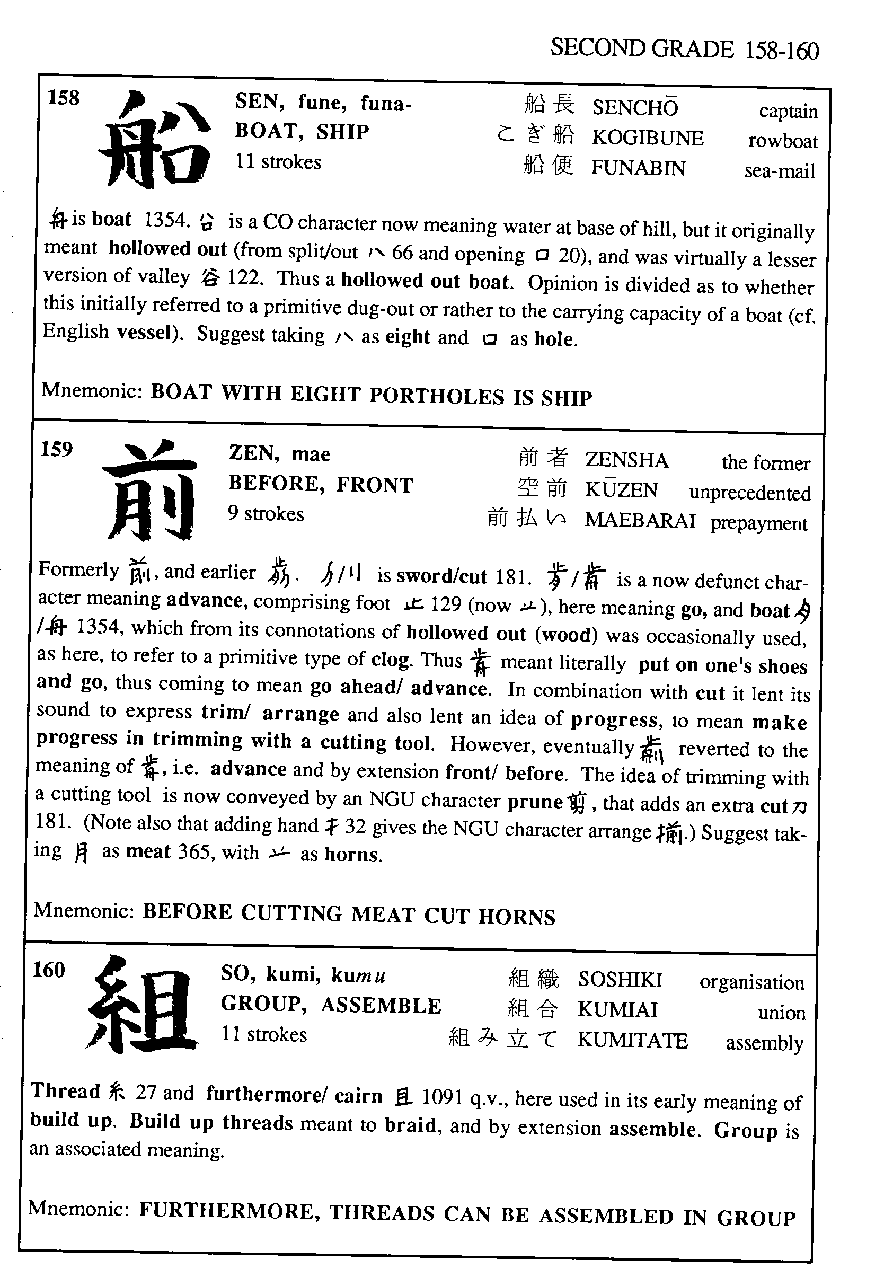 SECOND GRADE 158-160
158
船
SEN, fune, funa-
BOAT, SHIP
11 strokes
船長 SENCHŌ captain
こぎ船 KOGIBUNE rowboat
船便 FUNABIN sea-mail
舟 is boat 1354. 㕣 is a CO character now meaning water at base of hill, but it originally
meant hollowed out (from split/out ハ 66 and opening 口 20), and was virtually a lesser
version of valley 谷 122. Thus a hollowed out boat. Opinion is divided as to whether
this initially referred to a primitive dug-out or rather to the carrying capacity of a boat (cf.
English vessel). Suggest taking ハ as eight and 口 as hole.
Mnemonic: BOAT WITH EIGHT PORTHOLES IS SHIP
159
前
ZEN, mae
BEFORE, FRONT
9 strokes
前者 ZENSHA the former
空前 KŪZEN unprecedented
前払い MAEBARAI prepayment
Formerly, and earlier . /刂 is sword/cut 181. / is a now defunct char-
acter meaning advance, comprising foot 止 129 (now ), here meaning go, and boat
/舟 1354, which from its connotations of hollowed out (wood) was occasionally used,
as here, to refer to a primitive type of clog. Thus meant literally put on one's shoes
and go, thus coming to mean go ahead/ advance. In combination with cut it lent its
sound to express trim/ arrange and also lent an idea of progress, to mean make
progress in trimming with a cutting tool. However, eventually reverted to the
meaning of , i.e. advance and by extension front/ before. The idea of trimming with
a cutting tool is now conveyed by an NGU character prune 剪, that adds an extra cut 刀
181. (Note also that adding hand 扌 32 gives the NGU character arrange 揃.) Suggest tak-
ing 月 as meat 365, with as horns.
Mnemonic: BEFORE CUTTING MEAT CUT HORNS
160
組
SO, kumi, kumu
GROUP, ASSEMBLE
11 strokes
組織 SOSHIKI organisation
組合 KUMIAI union
組み立て KUMITATE assembly
Thread 糸 27 and furthermore/ cairn 且 1091 q.v., here used in its early meaning of
build up. Build up threads meant to braid, and by extension assemble. Group is
an associated meaning.
Mnemonic: FURTHERMORE, THREADS CAN BE ASSEMBLED IN GROUP